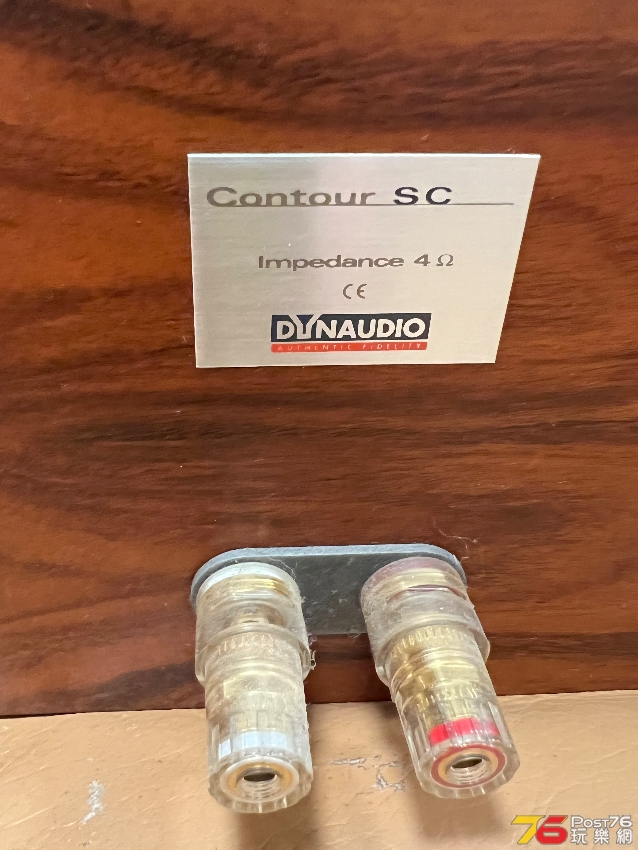 Contour SC
Impedance 4 Ω
CE
DYNAUDIO
AUTHENTIC FIDELITY
76 Post76
玩樂網